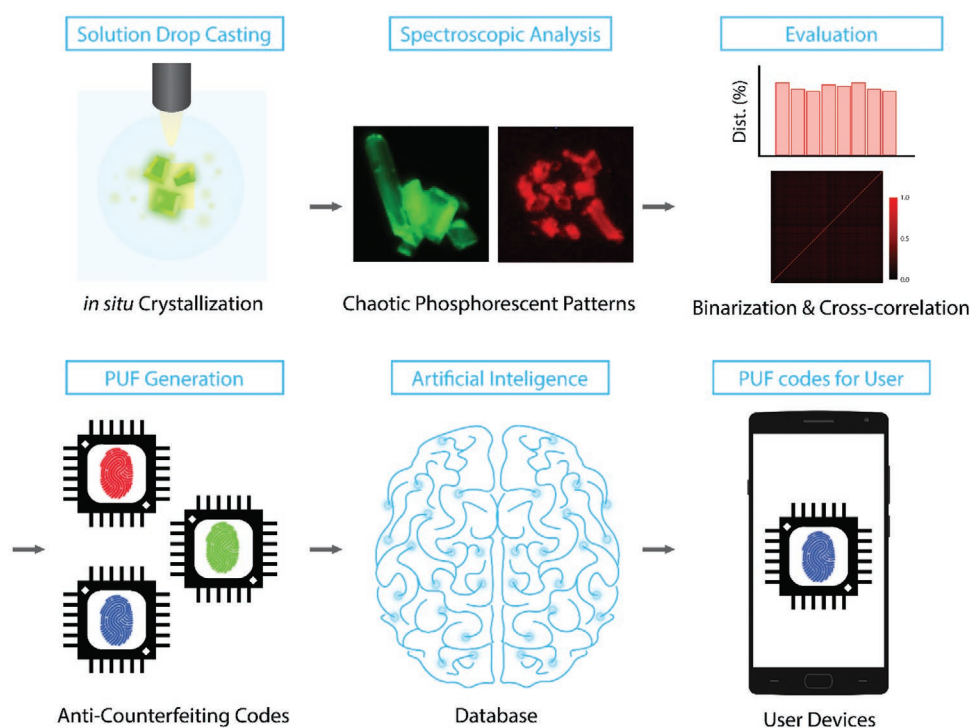 Solution Drop Casting
Spectroscopic Analysis
Evaluation
Dist. (%)
1.0
0.5
0.0
in situ Crystallization
Chaotic Phosphorescent Patterns
Binarization & Cross-correlation
PUF Generation
Artificial Inteligence
PUF codes for User
Anti-Counterfeiting Codes
Database
User Devices